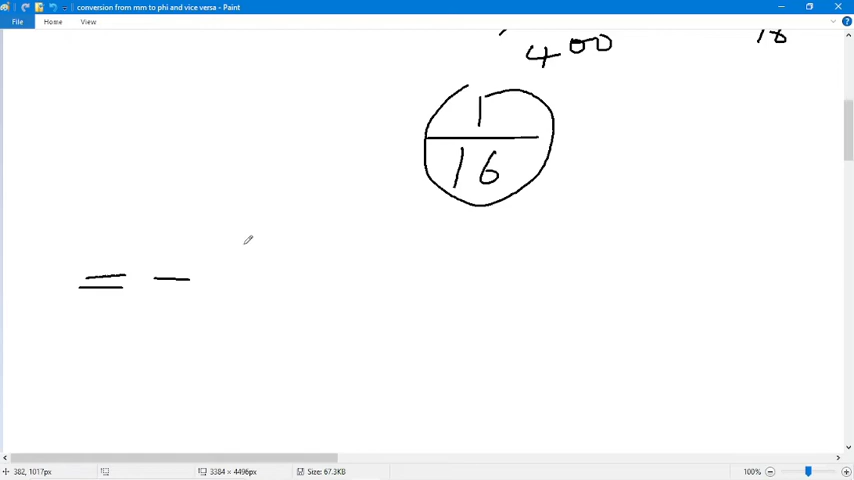 conversion from mm to phi and vice versa - Paint
File Home View
400
1
16
= -
382, 1017px 3384 × 4496px Size: 67.3KB 100%